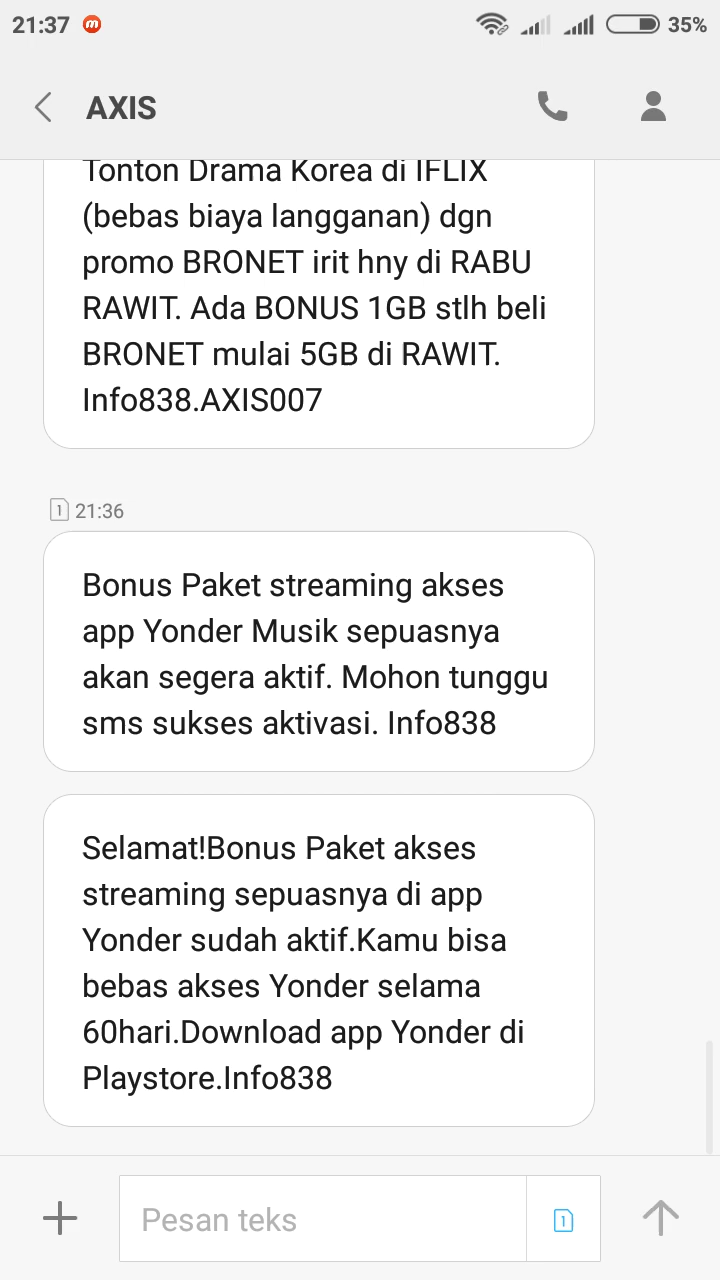 21:37
35%
AXIS
Tonton Drama Korea di IFLIX
(bebas biaya langganan) dgn
promo BRONET irit hny di RABU
RAWIT. Ada BONUS 1GB stlh beli
BRONET mulai 5GB di RAWIT.
Info838.AXIS007
1 21:36
Bonus Paket streaming akses
app Yonder Musik sepuasnya
akan segera aktif. Mohon tunggu
sms sukses aktivasi. Info838
Selamat!Bonus Paket akses
streaming sepuasnya di app
Yonder sudah aktif.Kamu bisa
bebas akses Yonder selama
60hari.Download app Yonder di
Playstore.Info838
Pesan teks
1